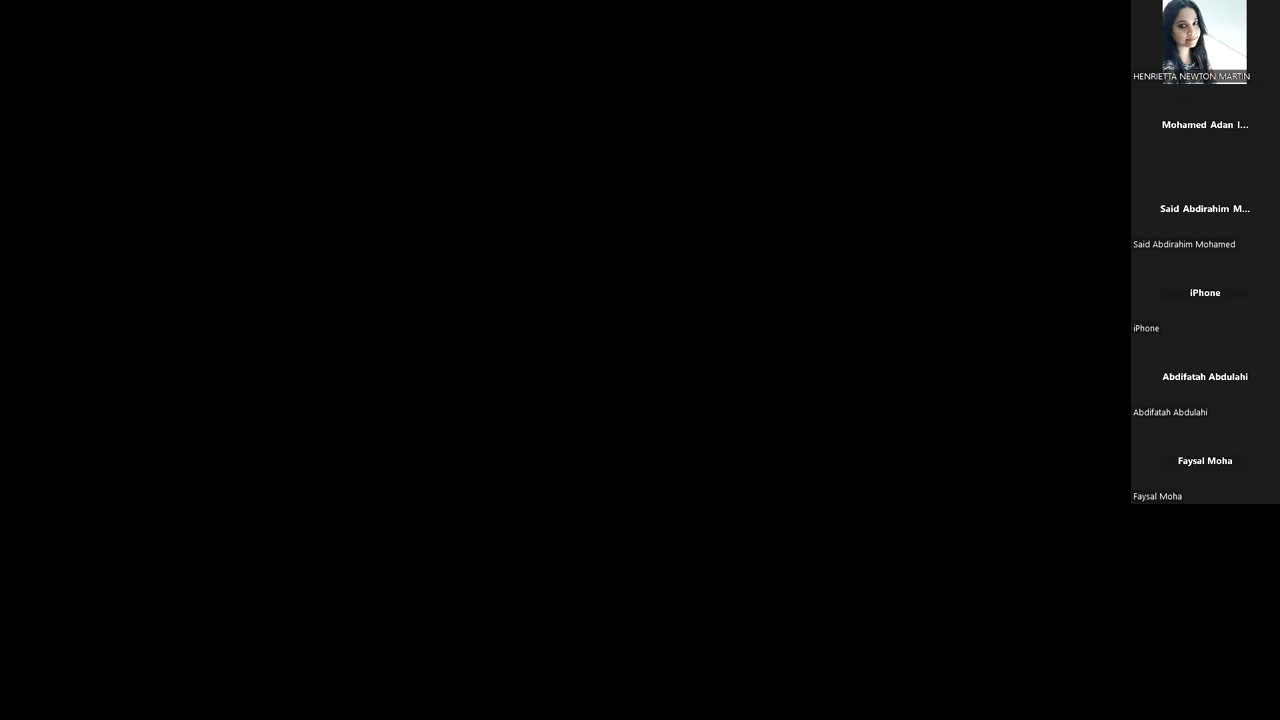 HENRIETTA NEWTON MARTIN
Mohamed Adan I...
Said Abdirahim M...
Said Abdirahim Mohamed
iPhone
iPhone
Abdifatah Abdulahi
Abdifatah Abdulahi
Faysal Moha
Faysal Moha